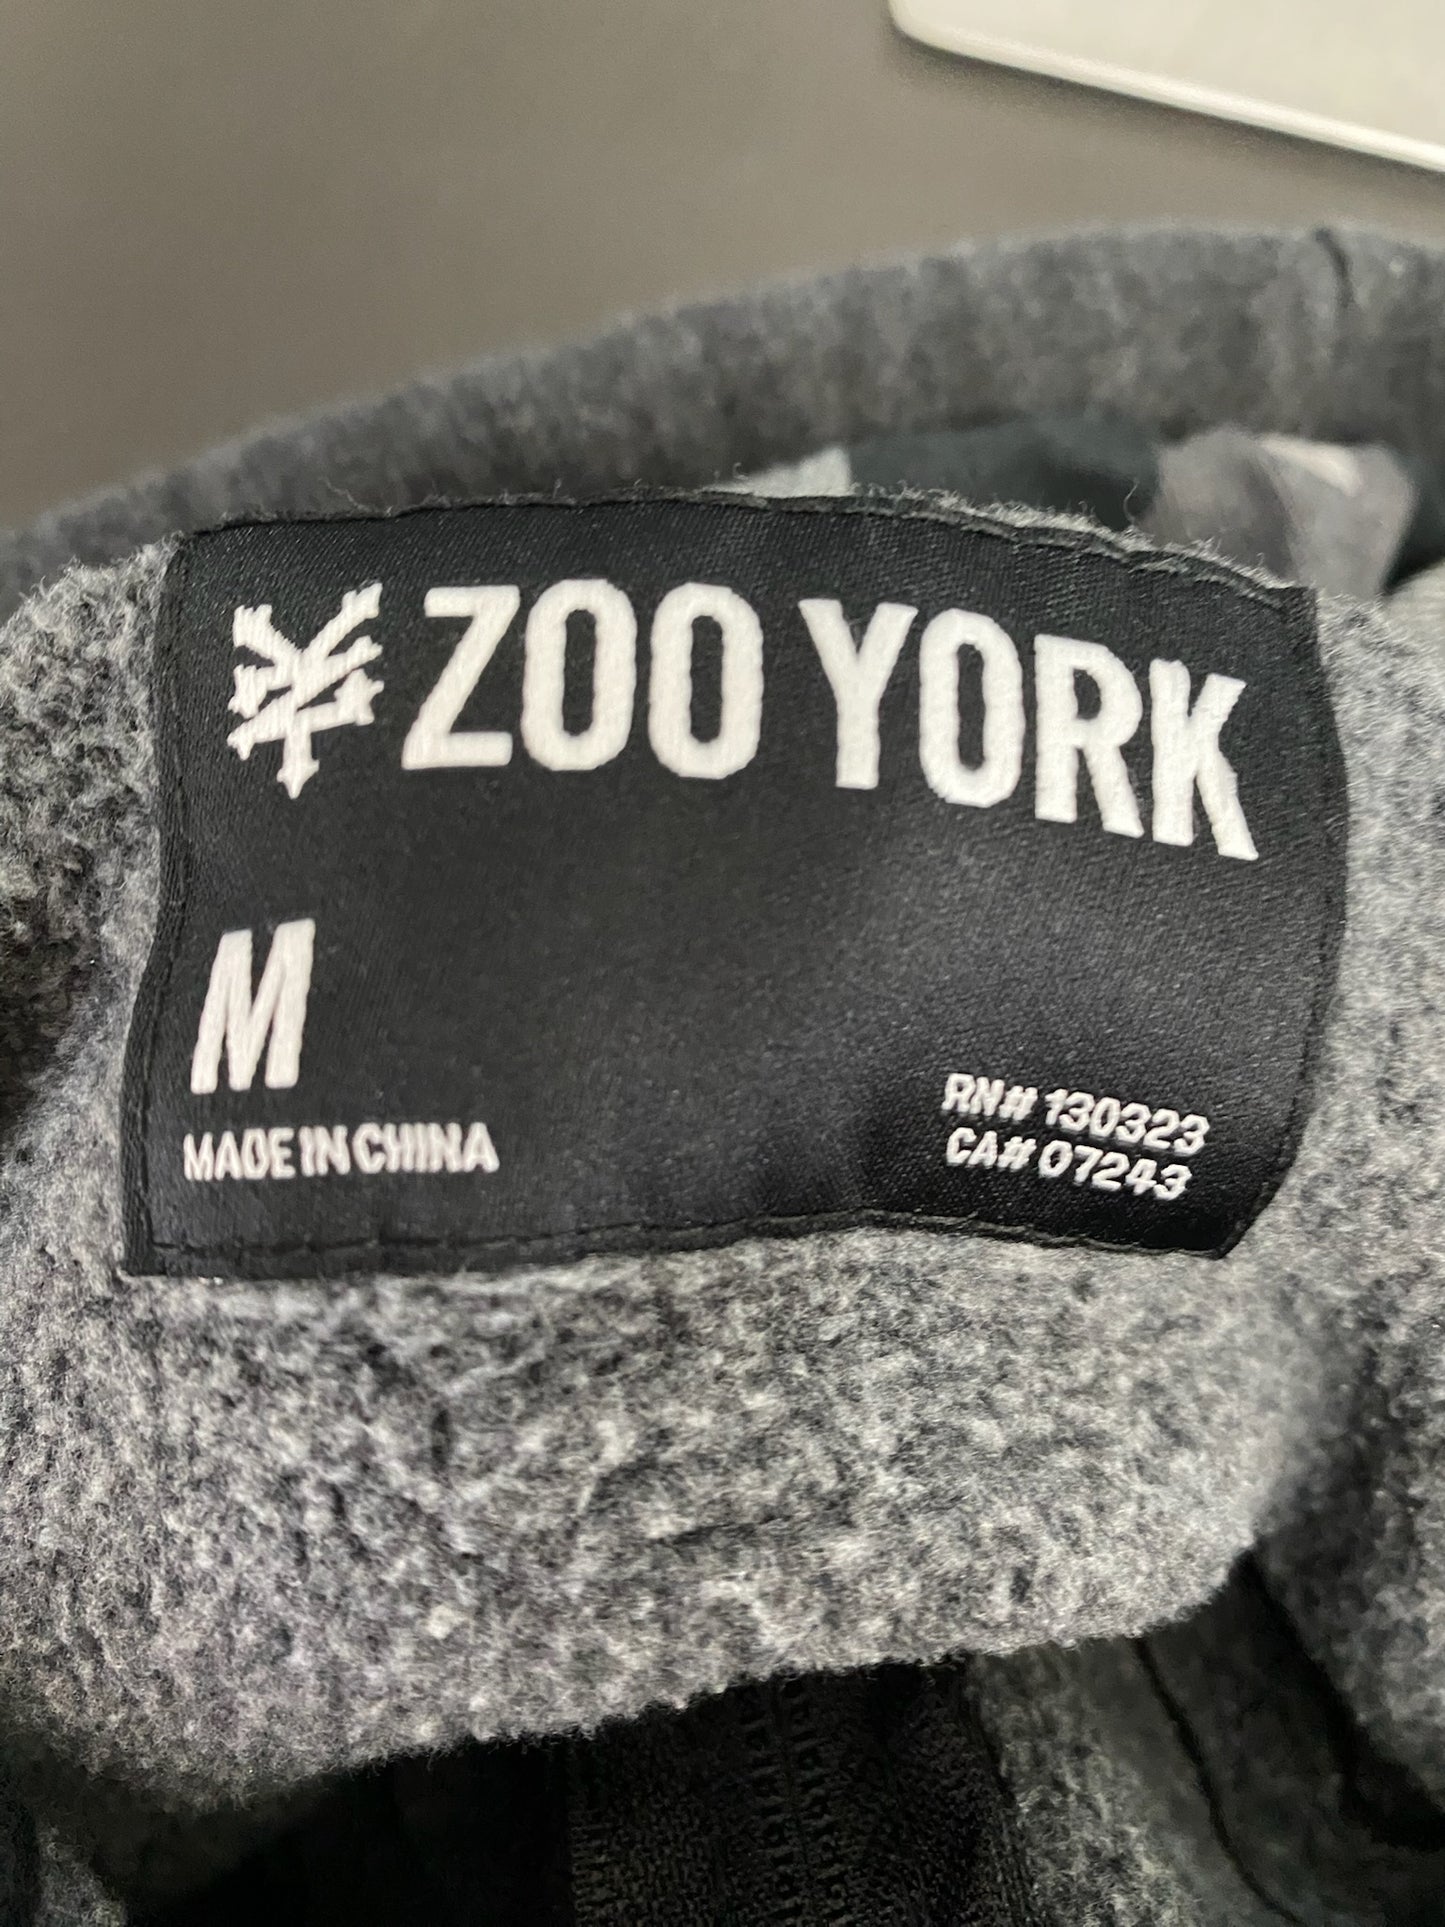 ZOO YORK
M
MADE IN CHINA
RN# 130323
CA# 07243